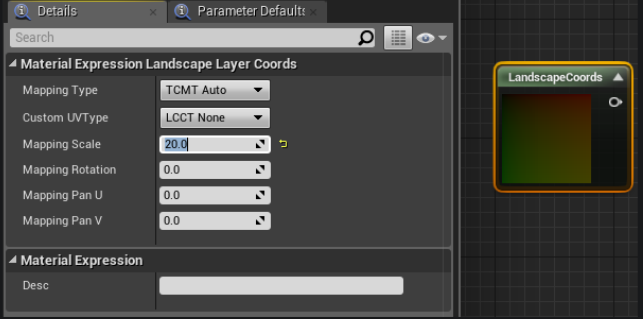 Details
Parameter Defaults
Search
Material Expression Landscape Layer Coords
Mapping Type TCMT Auto
Custom UVType LCCT None
Mapping Scale 20.0
Mapping Rotation 0.0
Mapping Pan U 0.0
Mapping Pan V 0.0
Material Expression
Desc
LandscapeCoords